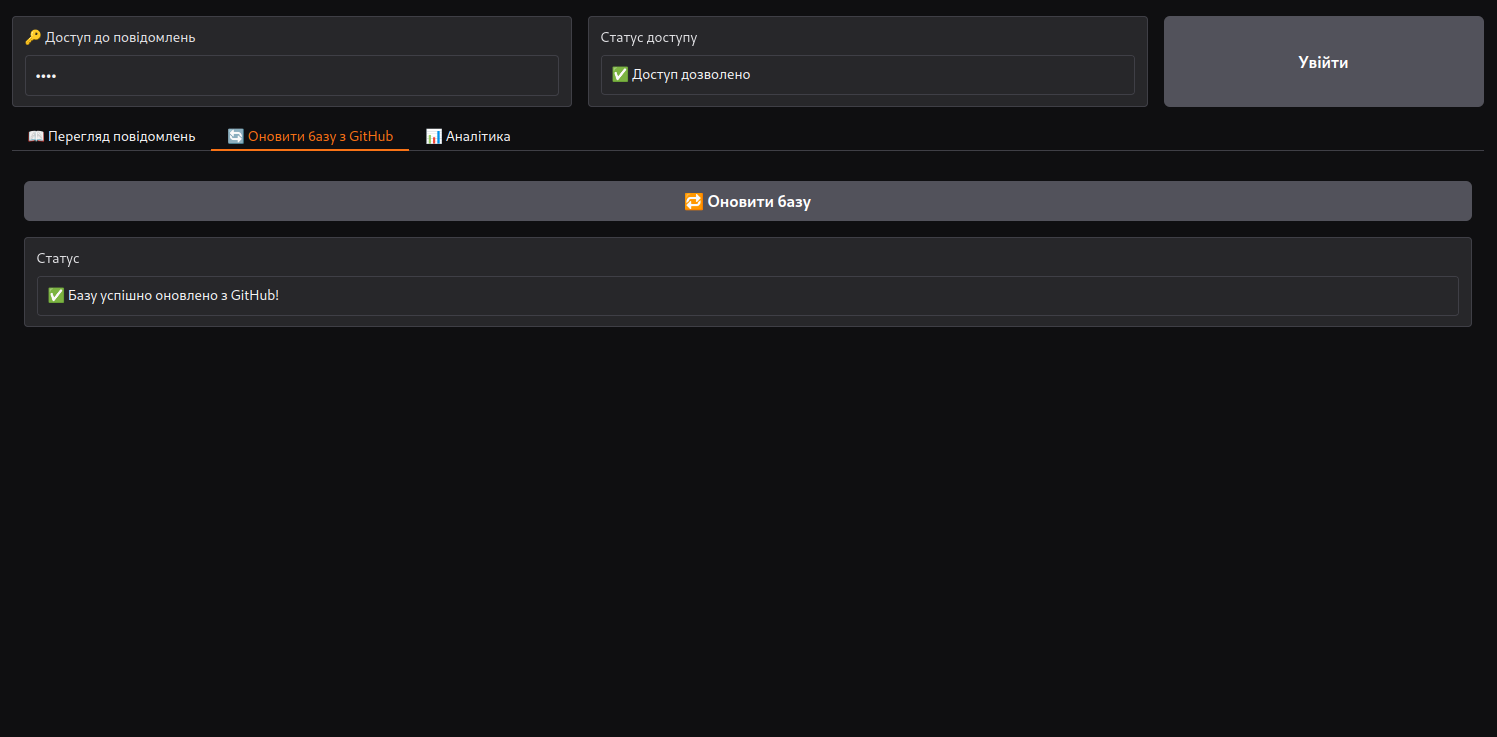 🔑 Доступ до повідомлень
••••
Статус доступу
✅ Доступ дозволено
Увійти
📖 Перегляд повідомлень
🔄 Оновити базу з GitHub
📊 Аналітика
🔁 Оновити базу
Статус
✅ Базу успішно оновлено з GitHub!